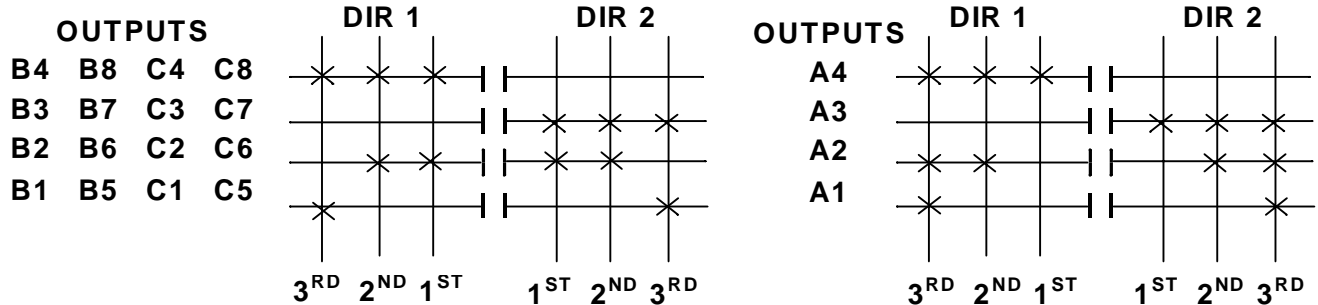 DIR 1 DIR 2
OUTPUTS
B4 B8 C4 C8
B3 B7 C3 C7
B2 B6 C2 C6
B1 B5 C1 C5
3RD 2ND 1ST 1ST 2ND 3RD
DIR 1 DIR 2
OUTPUTS
A4
A3
A2
A1
3RD 2ND 1ST 1ST 2ND 3RD